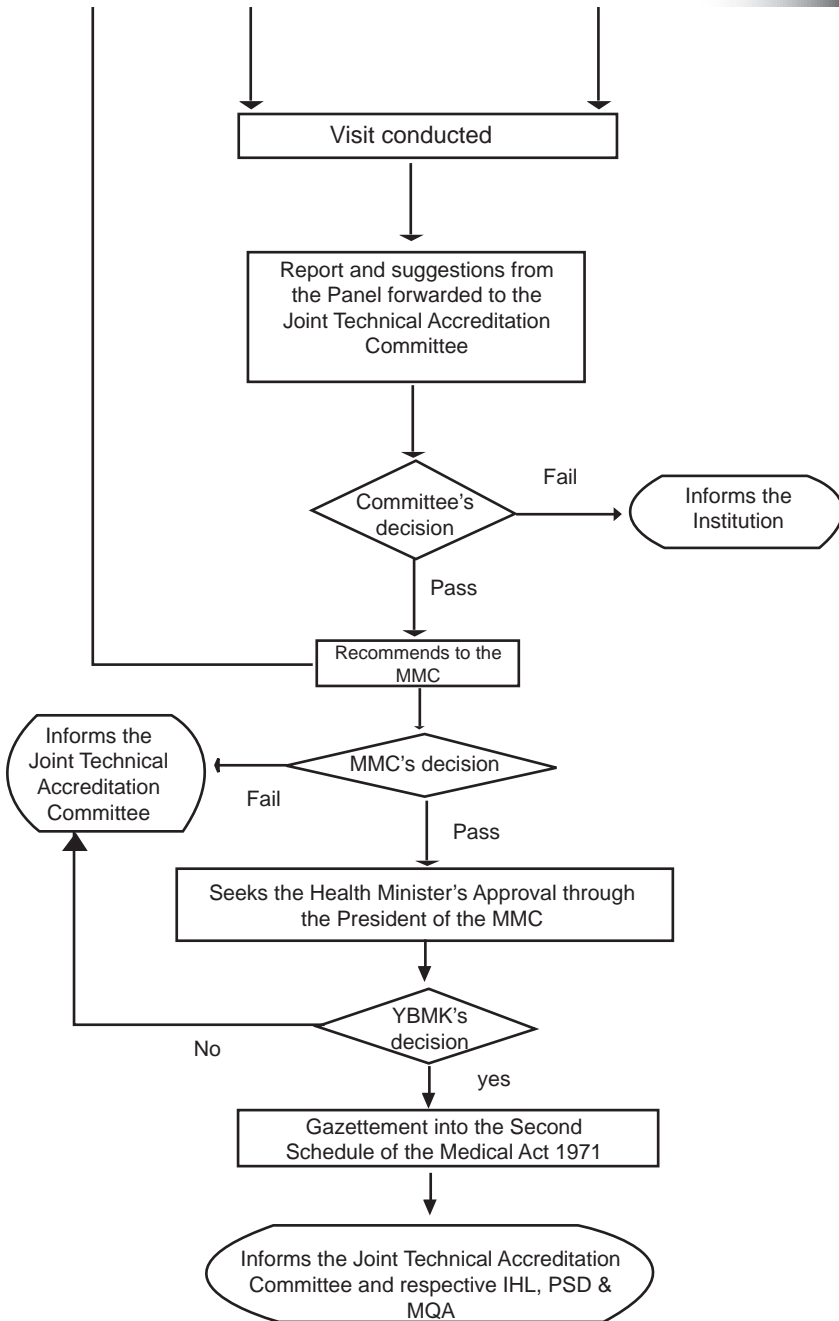 Visit conducted
Report and suggestions from
the Panel forwarded to the
Joint Technical Accreditation
Committee
Committee's
decision
Fail
Informs the
Institution
Pass
Recommends to the
MMC
Informs the
Joint Technical
Accreditation
Committee
Fail
MMC's decision
Pass
Seeks the Health Minister's Approval through
the President of the MMC
YBMK's
decision
No
yes
Gazettement into the Second
Schedule of the Medical Act 1971
Informs the Joint Technical Accreditation
Committee and respective IHL, PSD &
MQA